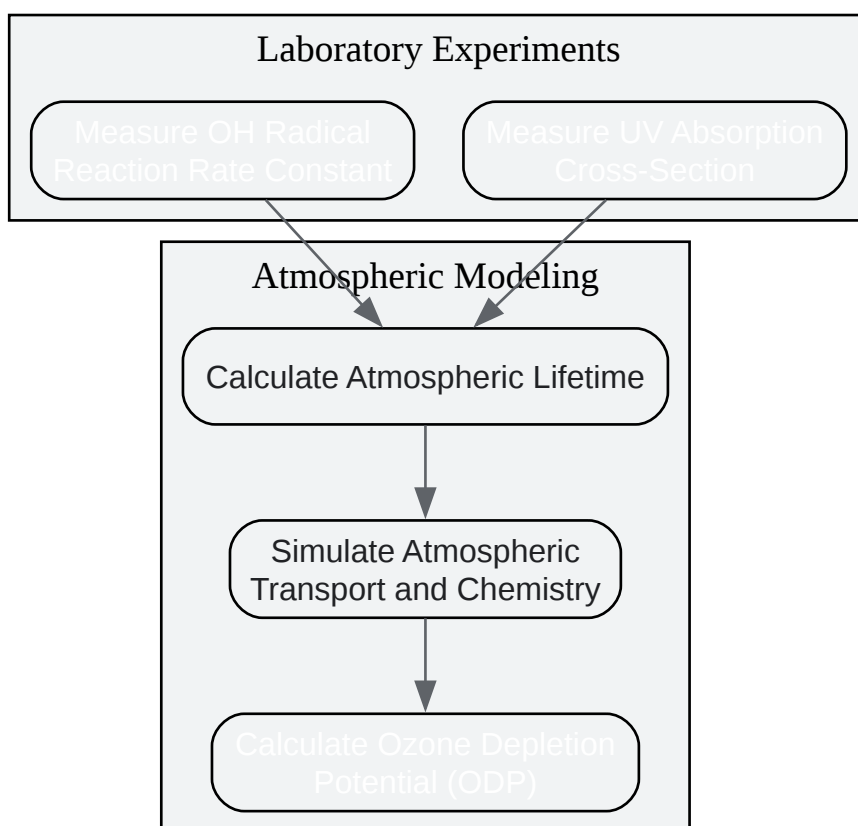 Laboratory Experiments
Measure OH Radical
Reaction Rate Constant
Measure UV Absorption
Cross-Section
Atmospheric Modeling
Calculate Atmospheric Lifetime
Simulate Atmospheric
Transport and Chemistry
Calculate Ozone Depletion
Potential (ODP)